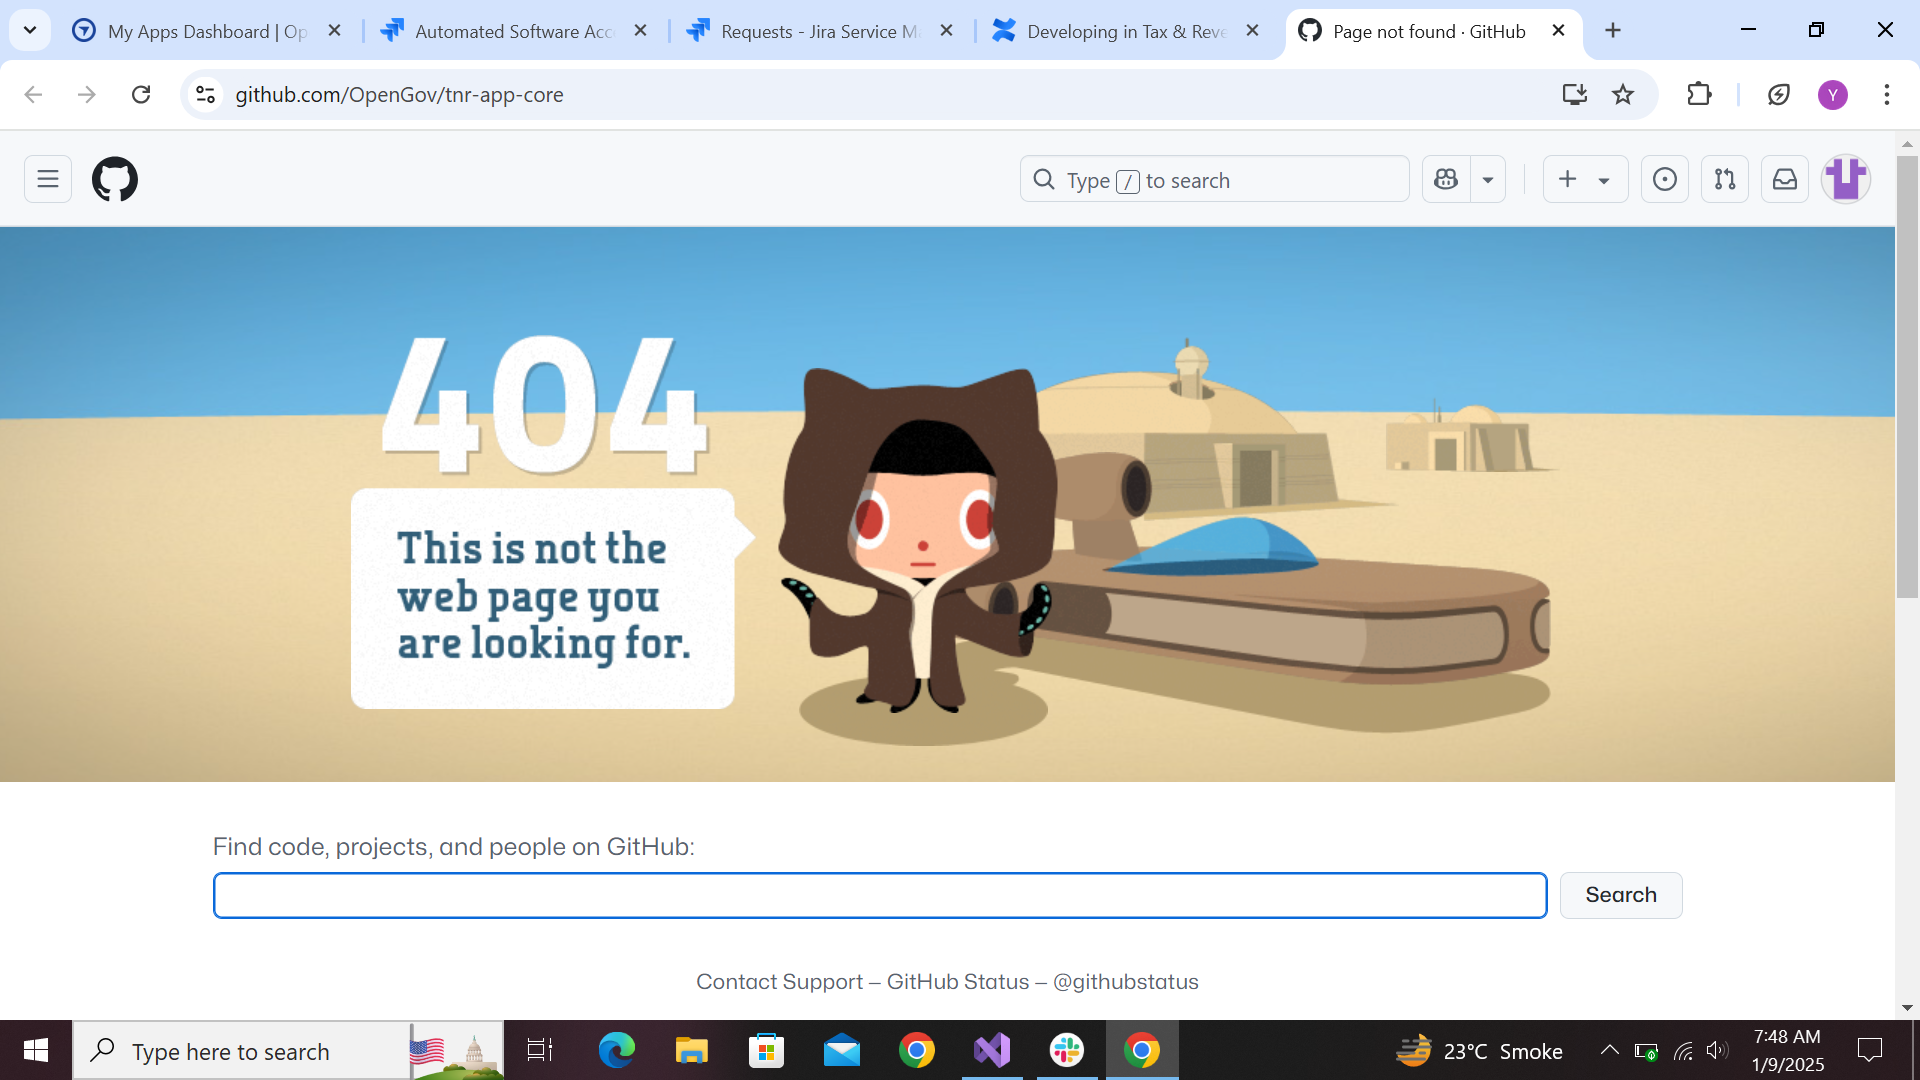 My Apps Dashboard | Op
Automated Software Acc
Requests - Jira Service M
Developing in Tax & Reve
Page not found · GitHub
github.com/OpenGov/tnr-app-core
Y
Type / to search
404
This is not the
web page you
are looking for.
Find code, projects, and people on GitHub:
Search
Contact Support — GitHub Status — @githubstatus
Type here to search
23°C Smoke
7:48 AM
1/9/2025